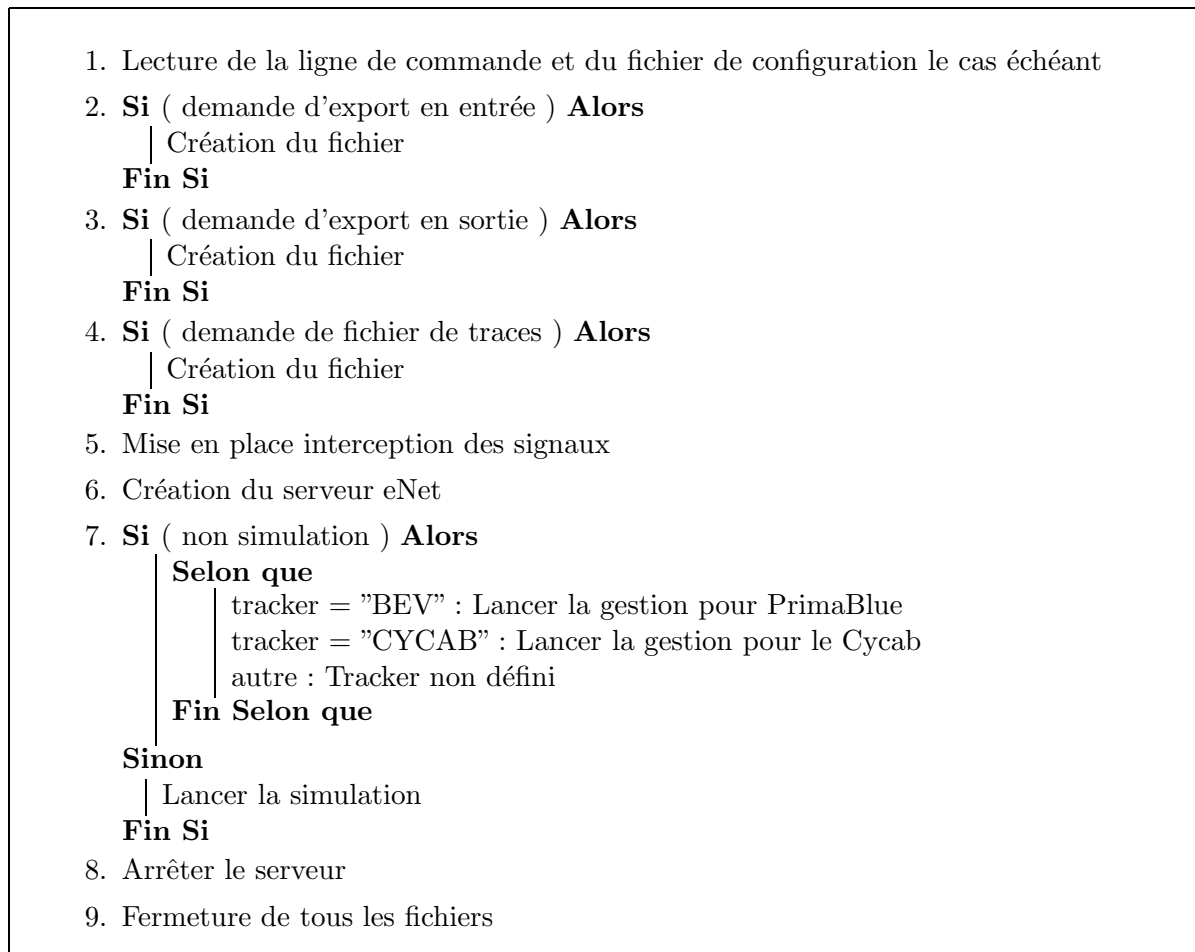 1. Lecture de la ligne de commande et du fichier de configuration le cas échéant
2. Si ( demande d'export en entrée ) Alors
Création du fichier
Fin Si
3. Si ( demande d'export en sortie ) Alors
Création du fichier
Fin Si
4. Si ( demande de fichier de traces ) Alors
Création du fichier
Fin Si
5. Mise en place interception des signaux
6. Création du serveur eNet
7. Si ( non simulation ) Alors
Selon que
tracker = ”BEV” : Lancer la gestion pour PrimaBlue
tracker = ”CYCAB” : Lancer la gestion pour le Cycab
autre : Tracker non défini
Fin Selon que
Sinon
Lancer la simulation
Fin Si
8. Arrêter le serveur
9. Fermeture de tous les fichiers